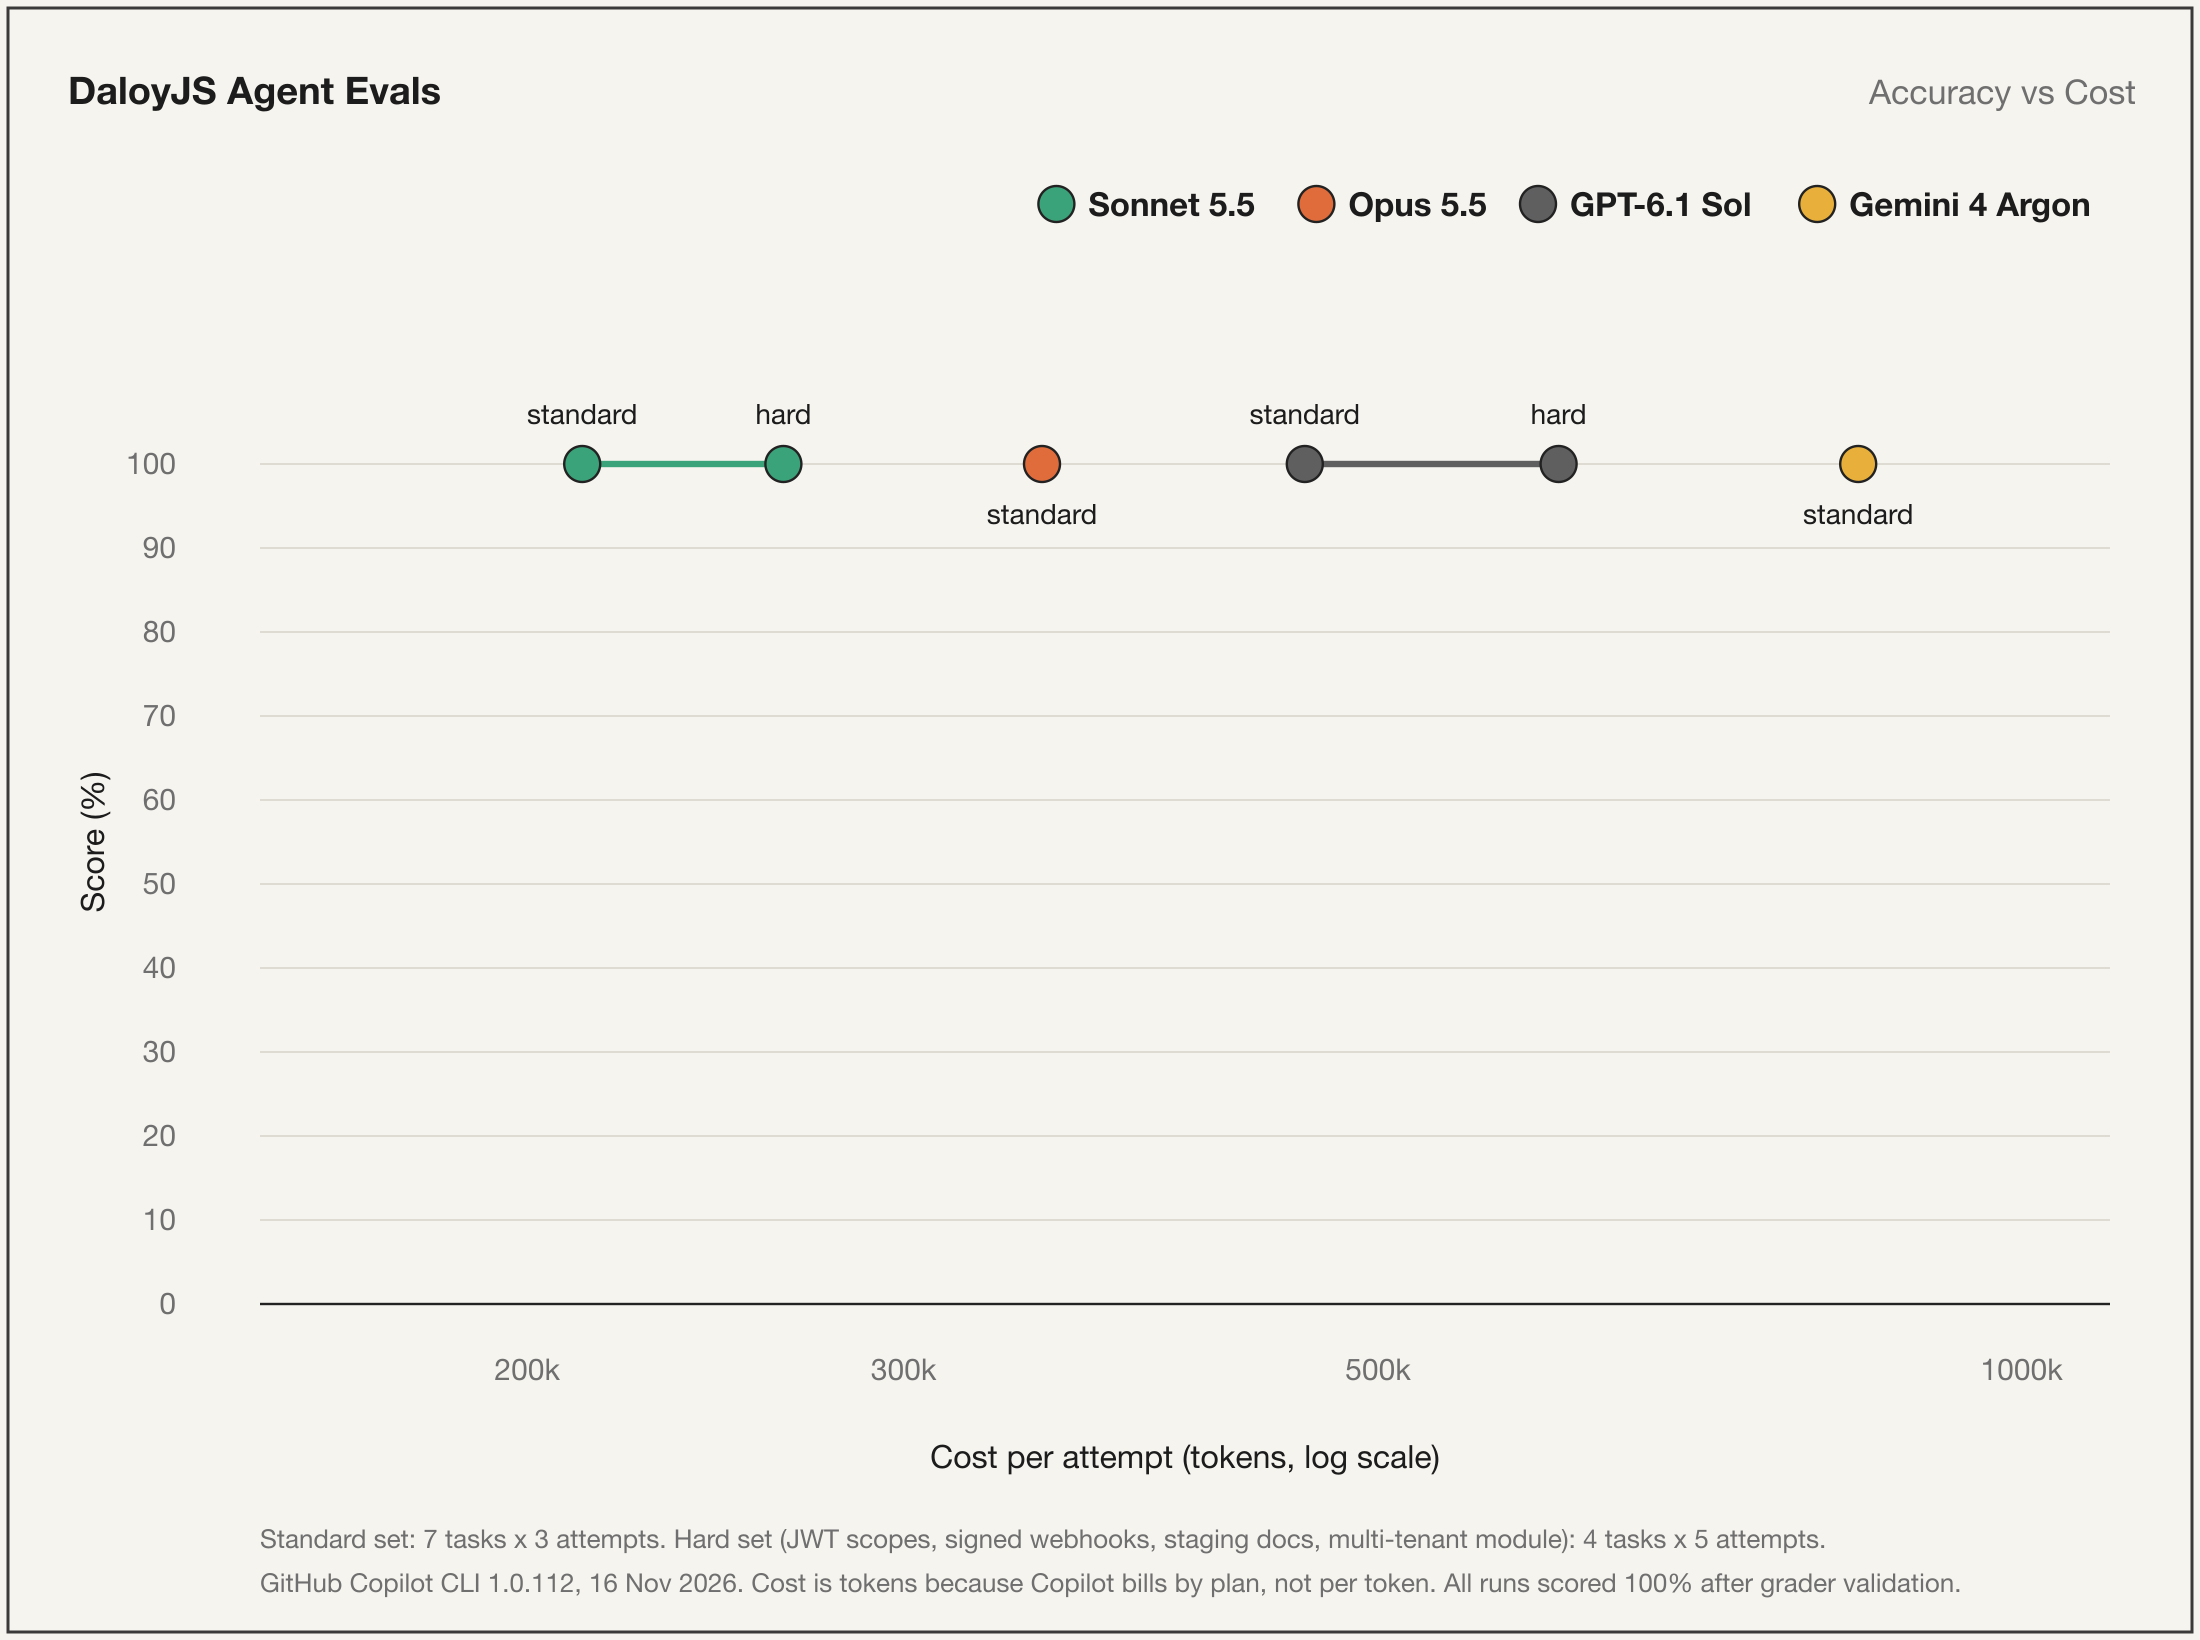 DaloyJS Agent Evals
Accuracy vs Cost
Sonnet 5.5 Opus 5.5 GPT-6.1 Sol Gemini 4 Argon
standard hard standard hard
100
standard standard
90
80
70
60
50
40
30
20
10
0
Score (%)
200k 300k 500k 1000k
Cost per attempt (tokens, log scale)
Standard set: 7 tasks x 3 attempts. Hard set (JWT scopes, signed webhooks, staging docs, multi-tenant module): 4 tasks x 5 attempts.
GitHub Copilot CLI 1.0.112, 16 Nov 2026. Cost is tokens because Copilot bills by plan, not per token. All runs scored 100% after grader validation.